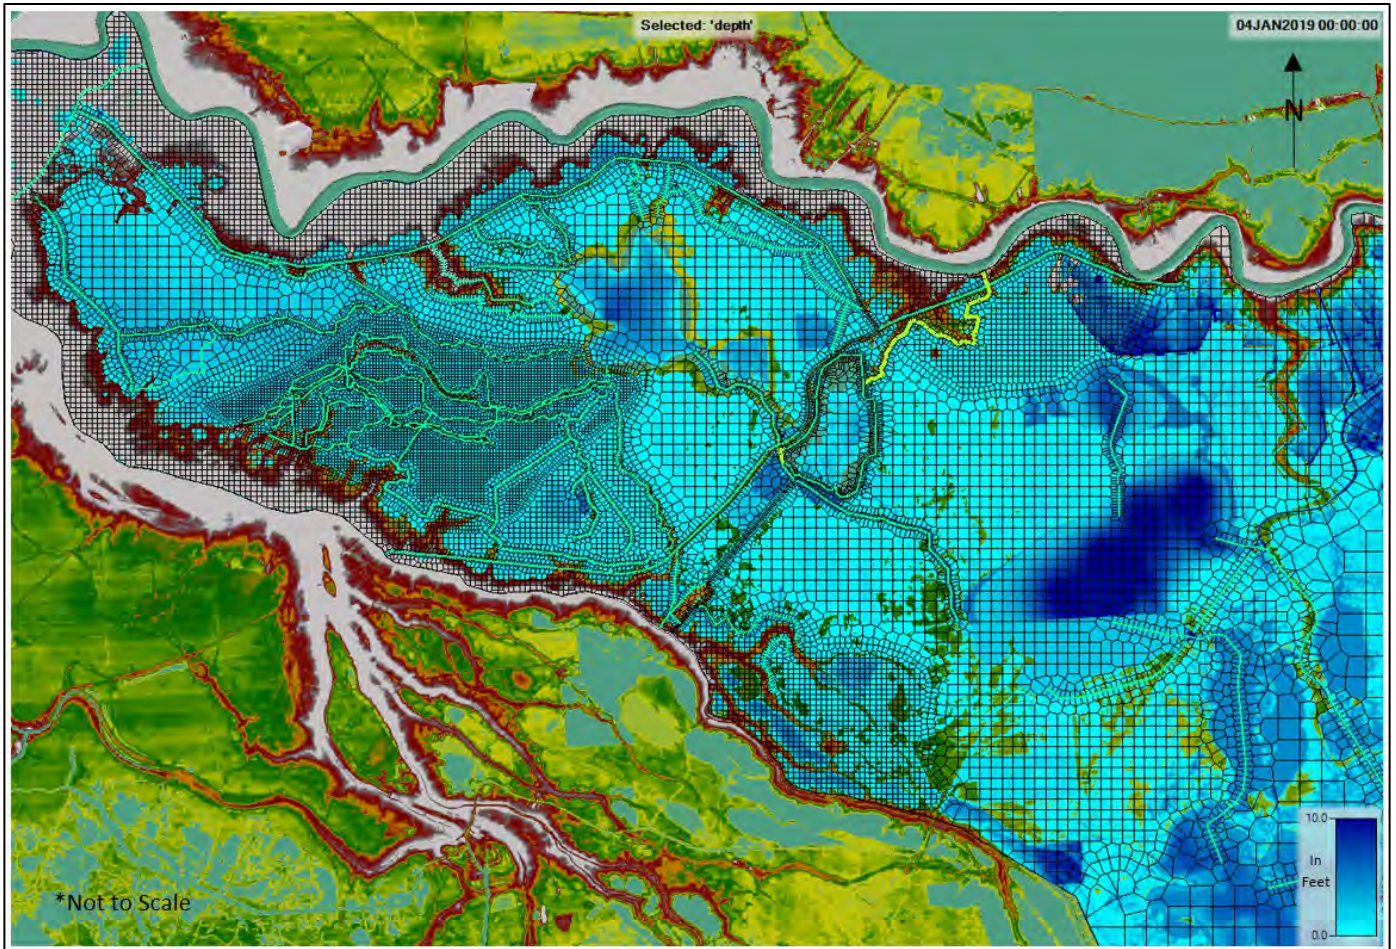 Selected: 'depth'
04JAN2019 00:00:00
N
10.0
In
Feet
0.0
*Not to Scale